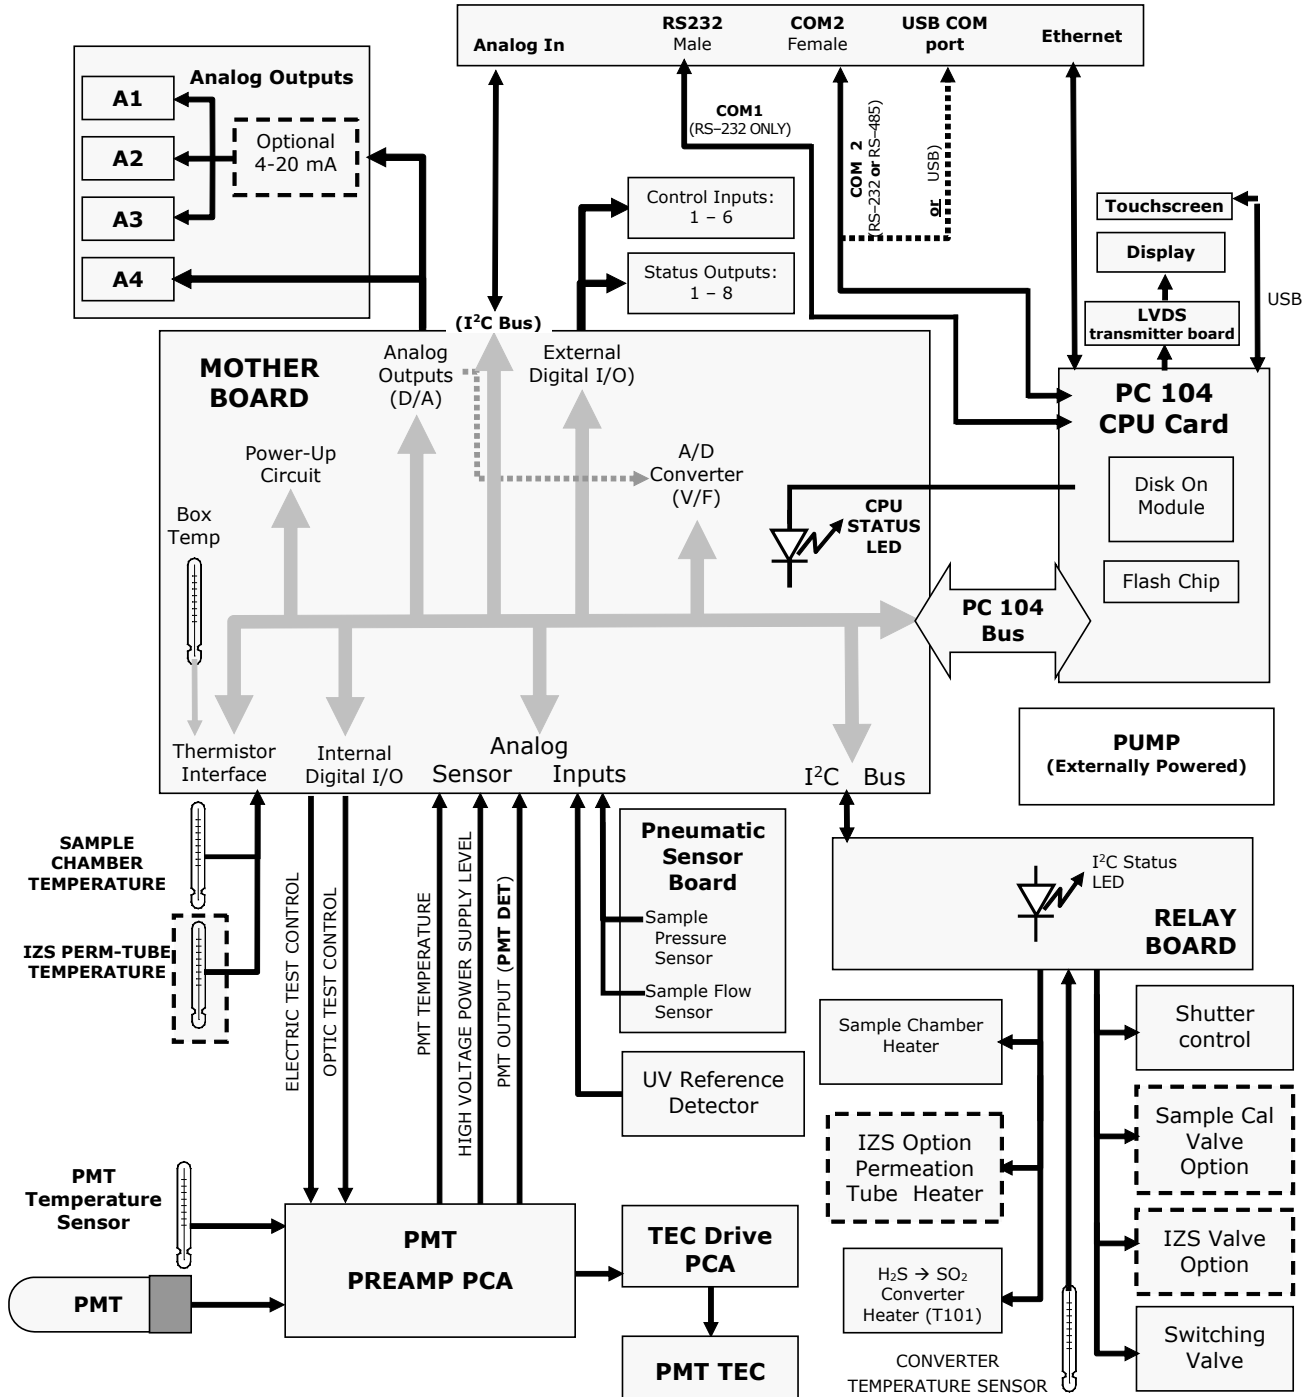 Analog In
RS232
Male
COM2
Female
USB COM
port
Ethernet
Analog Outputs
A1
A2
A3
A4
Optional
4-20 mA
COM1
(RS–232 ONLY)
COM 2
(RS–232 or RS–485)
or USB)
Control Inputs:
1 – 6
Status Outputs:
1 – 8
Touchscreen
Display
LVDS
transmitter board
USB
(I²C Bus)
MOTHER
BOARD
Analog
Outputs
(D/A)
External
Digital I/O)
Power-Up
Circuit
A/D
Converter
(V/F)
Box
Temp
CPU
STATUS
LED
PC 104
CPU Card
Disk On
Module
Flash Chip
PC 104
Bus
Thermistor
Interface
Internal
Digital I/O
Analog
Sensor Inputs
I²C Bus
PUMP
(Externally Powered)
SAMPLE
CHAMBER
TEMPERATURE
IZS PERM-TUBE
TEMPERATURE
ELECTRIC TEST CONTROL
OPTIC TEST CONTROL
PMT TEMPERATURE
HIGH VOLTAGE POWER SUPPLY LEVEL
PMT OUTPUT (PMT DET)
Pneumatic
Sensor
Board
Sample
Pressure
Sensor
Sample Flow
Sensor
UV Reference
Detector
I²C Status
LED
RELAY
BOARD
Sample Chamber
Heater
IZS Option
Permeation
Tube Heater
H₂S → SO₂
Converter
Heater (T101)
Shutter
control
Sample Cal
Valve
Option
IZS Valve
Option
Switching
Valve
CONVERTER
TEMPERATURE SENSOR
PMT
Temperature
Sensor
PMT
PMT
PREAMP PCA
TEC Drive
PCA
PMT TEC